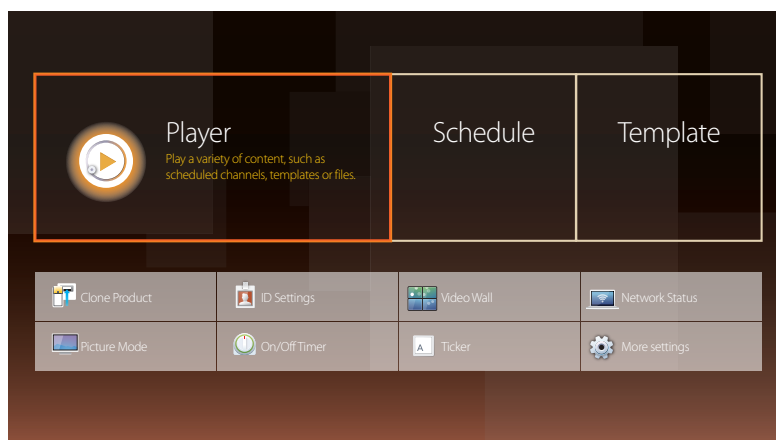 Player
Play a variety of content, such as
scheduled channels, templates or files.
Schedule
Template
Clone Product
ID Settings
Video Wall
Network Status
Picture Mode
On/Off Timer
A
Ticker
More settings